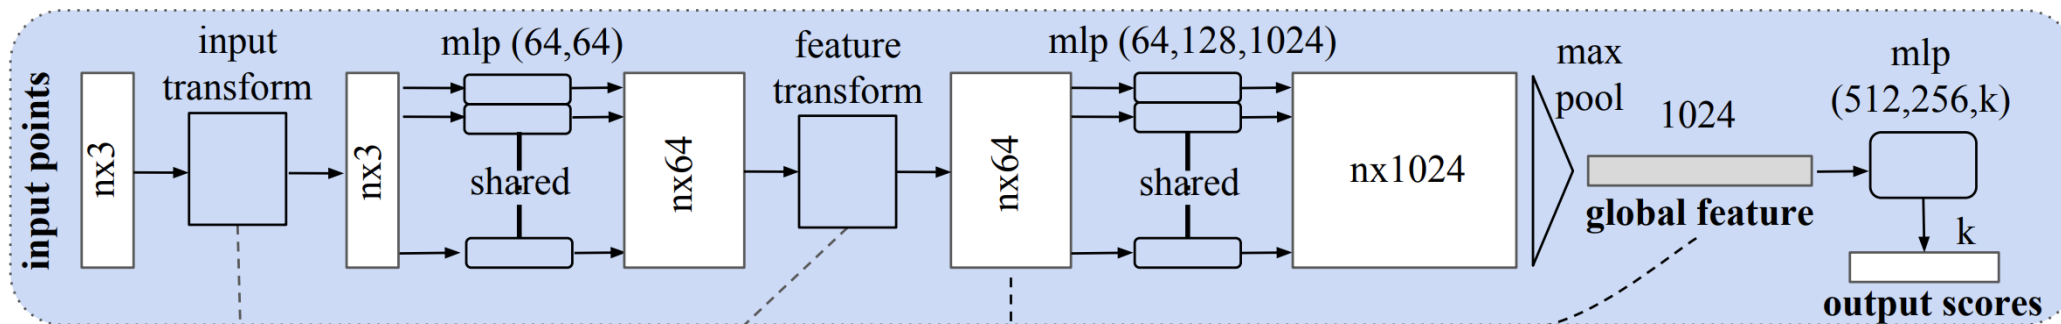 input points
nx3
input
transform
nx3
mlp (64,64)
shared
nx64
feature
transform
nx64
mlp (64,128,1024)
shared
nx1024
max
pool
1024
global feature
mlp
(512,256,k)
k
output scores